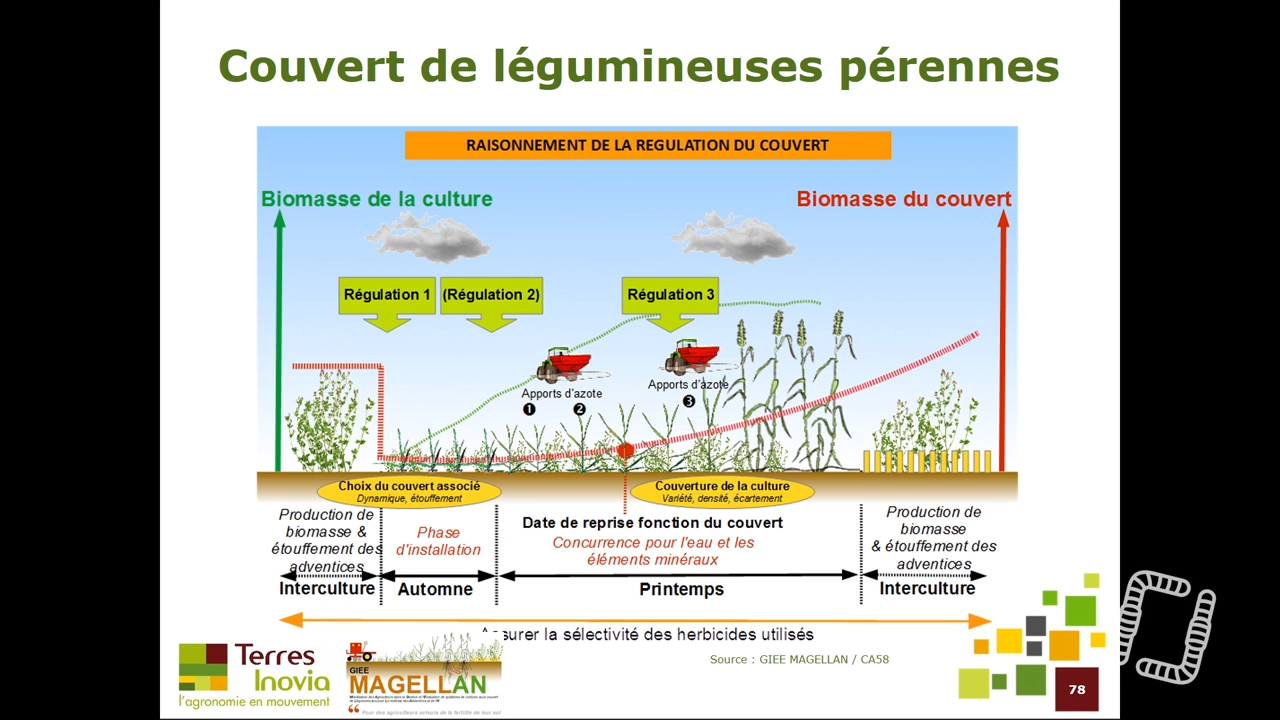 Couvert de légumineuses pérennes
RAISONNEMENT DE LA REGULATION DU COUVERT
Biomasse de la culture
Biomasse du couvert
Régulation 1
(Régulation 2)
Régulation 3
Apports d'azote
❶ ❷
Apports d'azote
❸
Choix du couvert associé
Dynamique, étouffement
Couverture de la culture
Variété, densité, écartement
Production de
biomasse &
étouffement des
adventices
Phase
d'installation
Date de reprise fonction du couvert
Concurrence pour l'eau et les
éléments minéraux
Production de
biomasse
& étouffement des
adventices
Interculture
Automne
Printemps
Interculture
la sélectivité des herbicides utilisés
Source : GIEE MAGELLAN / CA58
Terres
Inovia
l'agronomie en mouvement
GIEE
MAGELLAN
78